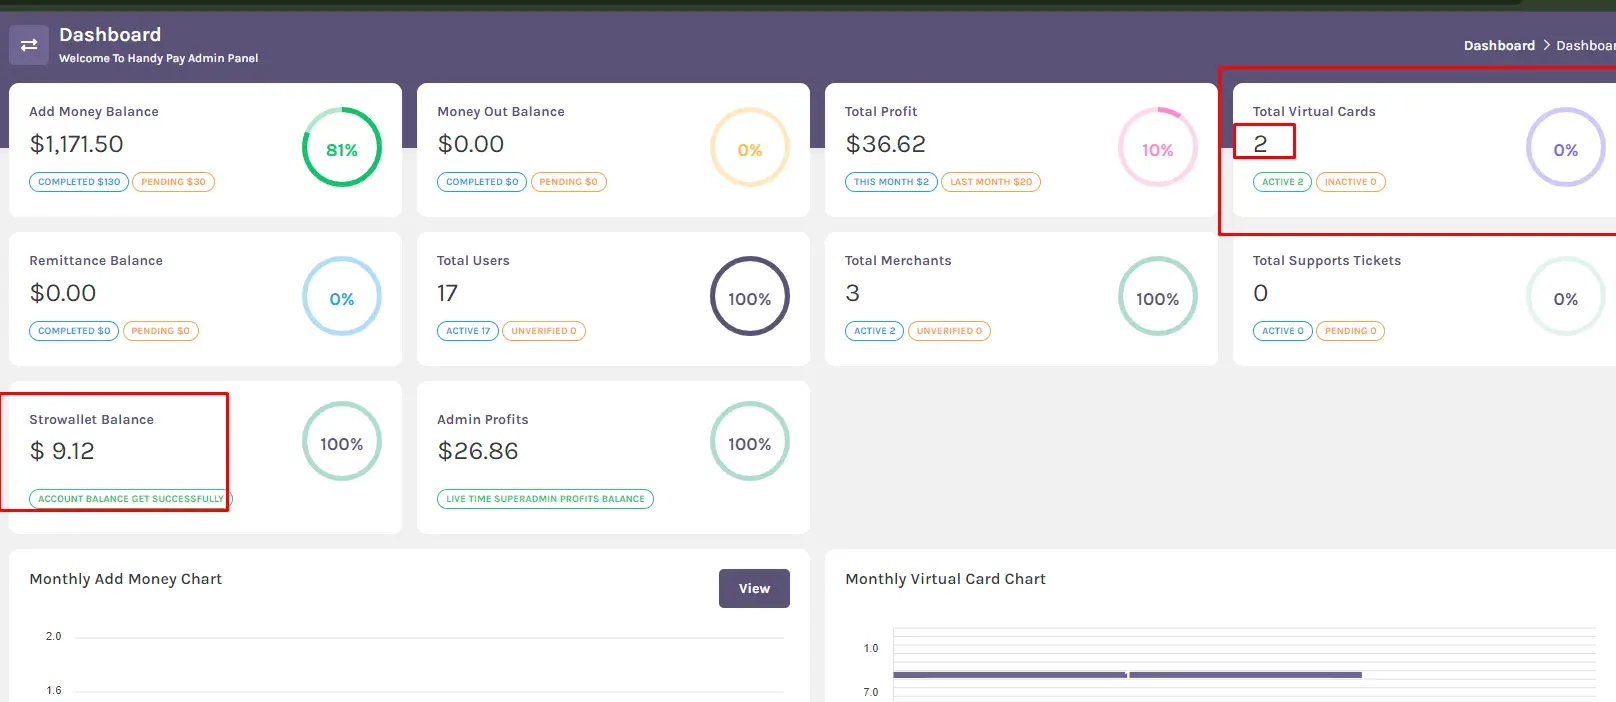 Dashboard
Welcome To Handy Pay Admin Panel
Dashboard > Dashboar
Add Money Balance
$1,171.50
81%
COMPLETED $130 PENDING $30
Money Out Balance
$0.00
0%
COMPLETED $0 PENDING $0
Total Profit
$36.62
10%
THIS MONTH $2 LAST MONTH $20
Total Virtual Cards
2
0%
ACTIVE 2 INACTIVE 0
Remittance Balance
$0.00
0%
COMPLETED $0 PENDING $0
Total Users
17
100%
ACTIVE 17 UNVERIFIED 0
Total Merchants
3
100%
ACTIVE 2 UNVERIFIED 0
Total Supports Tickets
0
0%
ACTIVE 0 PENDING 0
Strowallet Balance
$ 9.12
100%
ACCOUNT BALANCE GET SUCCESSFULLY
Admin Profits
$26.86
100%
LIVE TIME SUPERADMIN PROFITS BALANCE
Monthly Add Money Chart
View
2.0
1.6
Monthly Virtual Card Chart
1.0
7.0